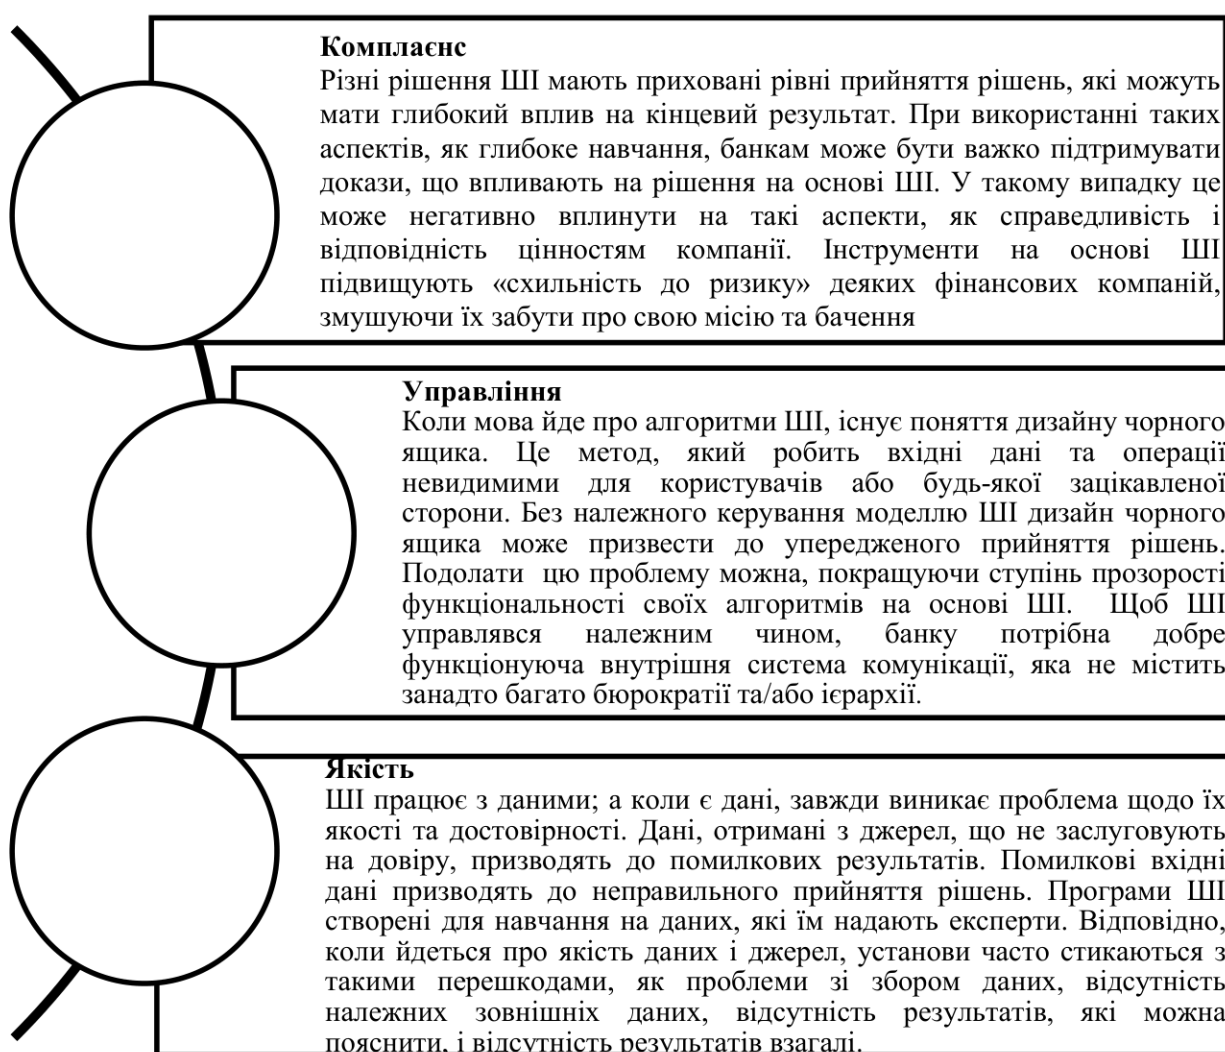 Комплаєнс
Різні рішення ШІ мають приховані рівні прийняття рішень, які можуть
мати глибокий вплив на кінцевий результат. При використанні таких
аспектів, як глибоке навчання, банкам може бути важко підтримувати
докази, що впливають на рішення на основі ШІ. У такому випадку це
може негативно вплинути на такі аспекти, як справедливість і
відповідність цінностям компанії. Інструменти на основі ШІ
підвищують «схильність до ризику» деяких фінансових компаній,
змушуючи їх забути про свою місію та бачення
Управління
Коли мова йде про алгоритми ШІ, існує поняття дизайну чорного
ящика. Це метод, який робить вхідні дані та операції
невидимими для користувачів або будь-якої зацікавленої
сторони. Без належного керування моделлю ШІ дизайн чорного
ящика може призвести до упередженого прийняття рішень.
Подолати цю проблему можна, покращуючи ступінь прозорості
функціональності своїх алгоритмів на основі ШІ. Щоб ШІ
управлявся належним чином, банку потрібна добре
функціонуюча внутрішня система комунікації, яка не містить
занадто багато бюрократії та/або ієрархії.
Якість
ШІ працює з даними; а коли є дані, завжди виникає проблема щодо їх
якості та достовірності. Дані, отримані з джерел, що не заслуговують
на довіру, призводять до помилкових результатів. Помилкові вхідні
дані призводять до неправильного прийняття рішень. Програми ШІ
створені для навчання на даних, які їм надають експерти. Відповідно,
коли йдеться про якість даних і джерел, установи часто стикаються з
такими перешкодами, як проблеми зі збором даних, відсутність
належних зовнішніх даних, відсутність результатів, які можна
пояснити, і відсутність результатів взагалі.